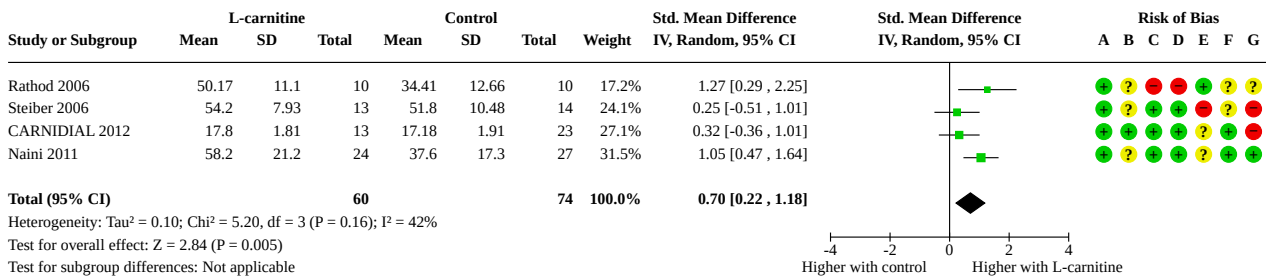 L-carnitine Control Std. Mean Difference Std. Mean Difference Risk of Bias
Study or Subgroup Mean SD Total Mean SD Total Weight IV, Random, 95% CI IV, Random, 95% CI A B C D E F G
Rathod 2006 50.17 11.1 10 34.41 12.66 10 17.2% 1.27 [0.29 , 2.25] + ? − − + ? ?
Steiber 2006 54.2 7.93 13 51.8 10.48 14 24.1% 0.25 [-0.51 , 1.01] + ? + + − ? −
CARNIDIAL 2012 17.8 1.81 13 17.18 1.91 23 27.1% 0.32 [-0.36 , 1.01] + + + + ? + −
Naini 2011 58.2 21.2 24 37.6 17.3 27 31.5% 1.05 [0.47 , 1.64] + ? + + ? + +
Total (95% CI) 60 74 100.0% 0.70 [0.22 , 1.18]
Heterogeneity: Tau² = 0.10; Chi² = 5.20, df = 3 (P = 0.16); I² = 42%
Test for overall effect: Z = 2.84 (P = 0.005) -4 -2 0 2 4
Test for subgroup differences: Not applicable Higher with control Higher with L-carnitine